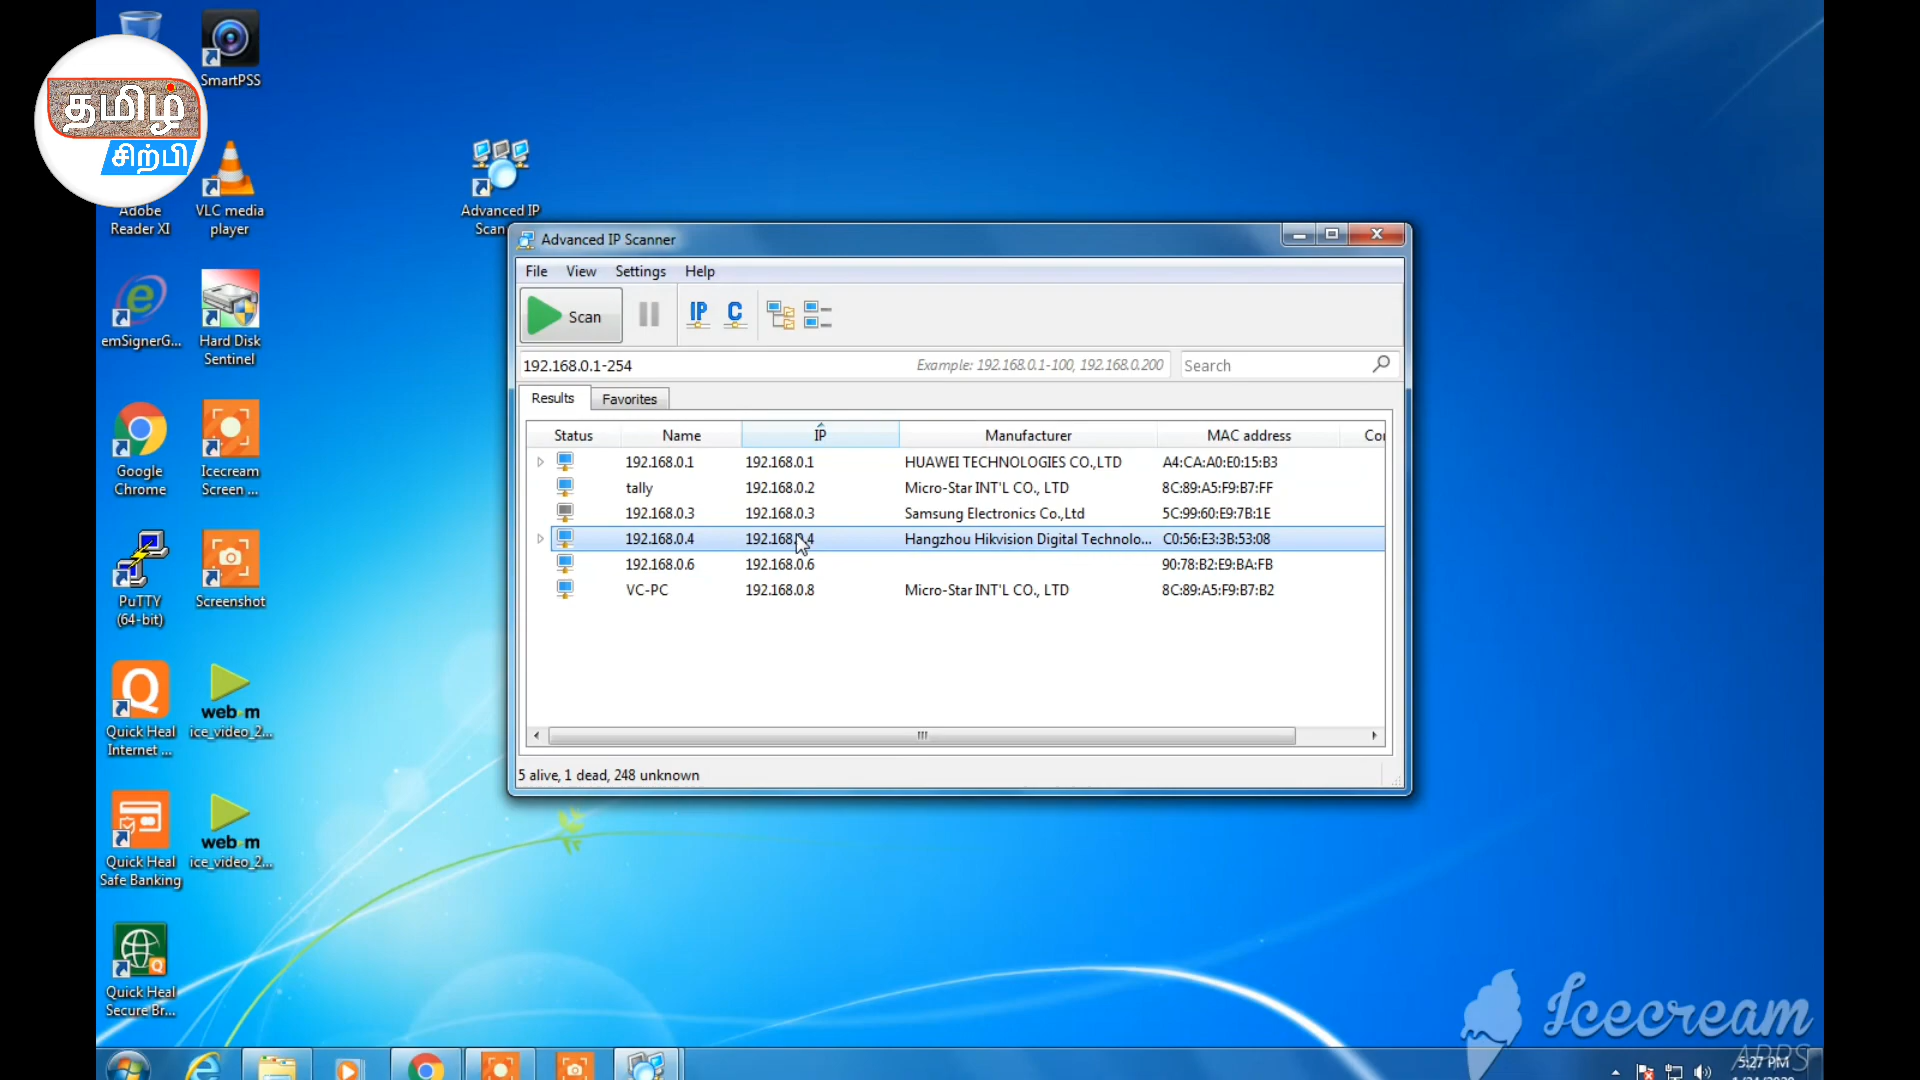 SmartPSS
தமிழ்
சிற்பி
Adobe
Reader XI
VLC media
player
Advanced IP
Scan
emSignerG...
Hard Disk
Sentinel
Google
Chrome
Icecream
Screen ...
PuTTY
(64-bit)
Screenshot
Quick Heal
Internet ...
web-m
ice_video_2...
Quick Heal
Safe Banking
web-m
ice_video_2...
Quick Heal
Secure Br...
Advanced IP Scanner
File View Settings Help
Scan
IP C
192.168.0.1-254
Example: 192.168.0.1-100, 192.168.0.200
Search
Results Favorites
Status Name IP Manufacturer MAC address Co
192.168.0.1 192.168.0.1 HUAWEI TECHNOLOGIES CO.,LTD A4:CA:A0:E0:15:B3
tally 192.168.0.2 Micro-Star INT'L CO., LTD 8C:89:A5:F9:B7:FF
192.168.0.3 192.168.0.3 Samsung Electronics Co.,Ltd 5C:99:60:E9:7B:1E
192.168.0.4 192.168.0.4 Hangzhou Hikvision Digital Technolo... C0:56:E3:3B:53:08
192.168.0.6 192.168.0.6 90:78:B2:E9:BA:FB
VC-PC 192.168.0.8 Micro-Star INT'L CO., LTD 8C:89:A5:F9:B7:B2
5 alive, 1 dead, 248 unknown
Icecream
APPS
5:27 PM